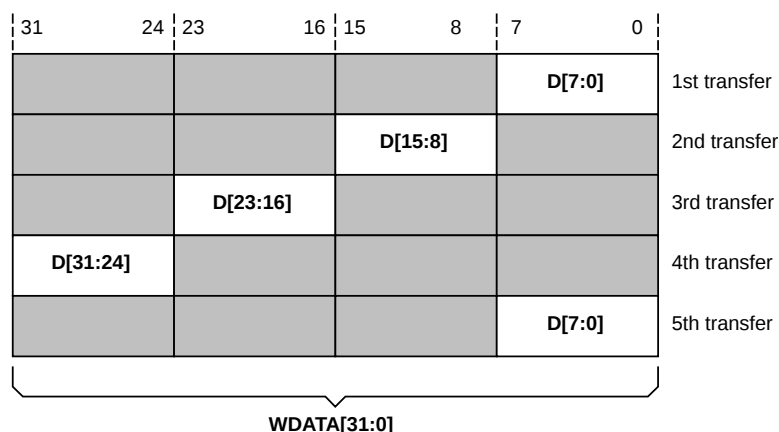 31 24 23 16 15 8 7 0
D[7:0] 1st transfer
D[15:8] 2nd transfer
D[23:16] 3rd transfer
D[31:24] 4th transfer
D[7:0] 5th transfer
WDATA[31:0]